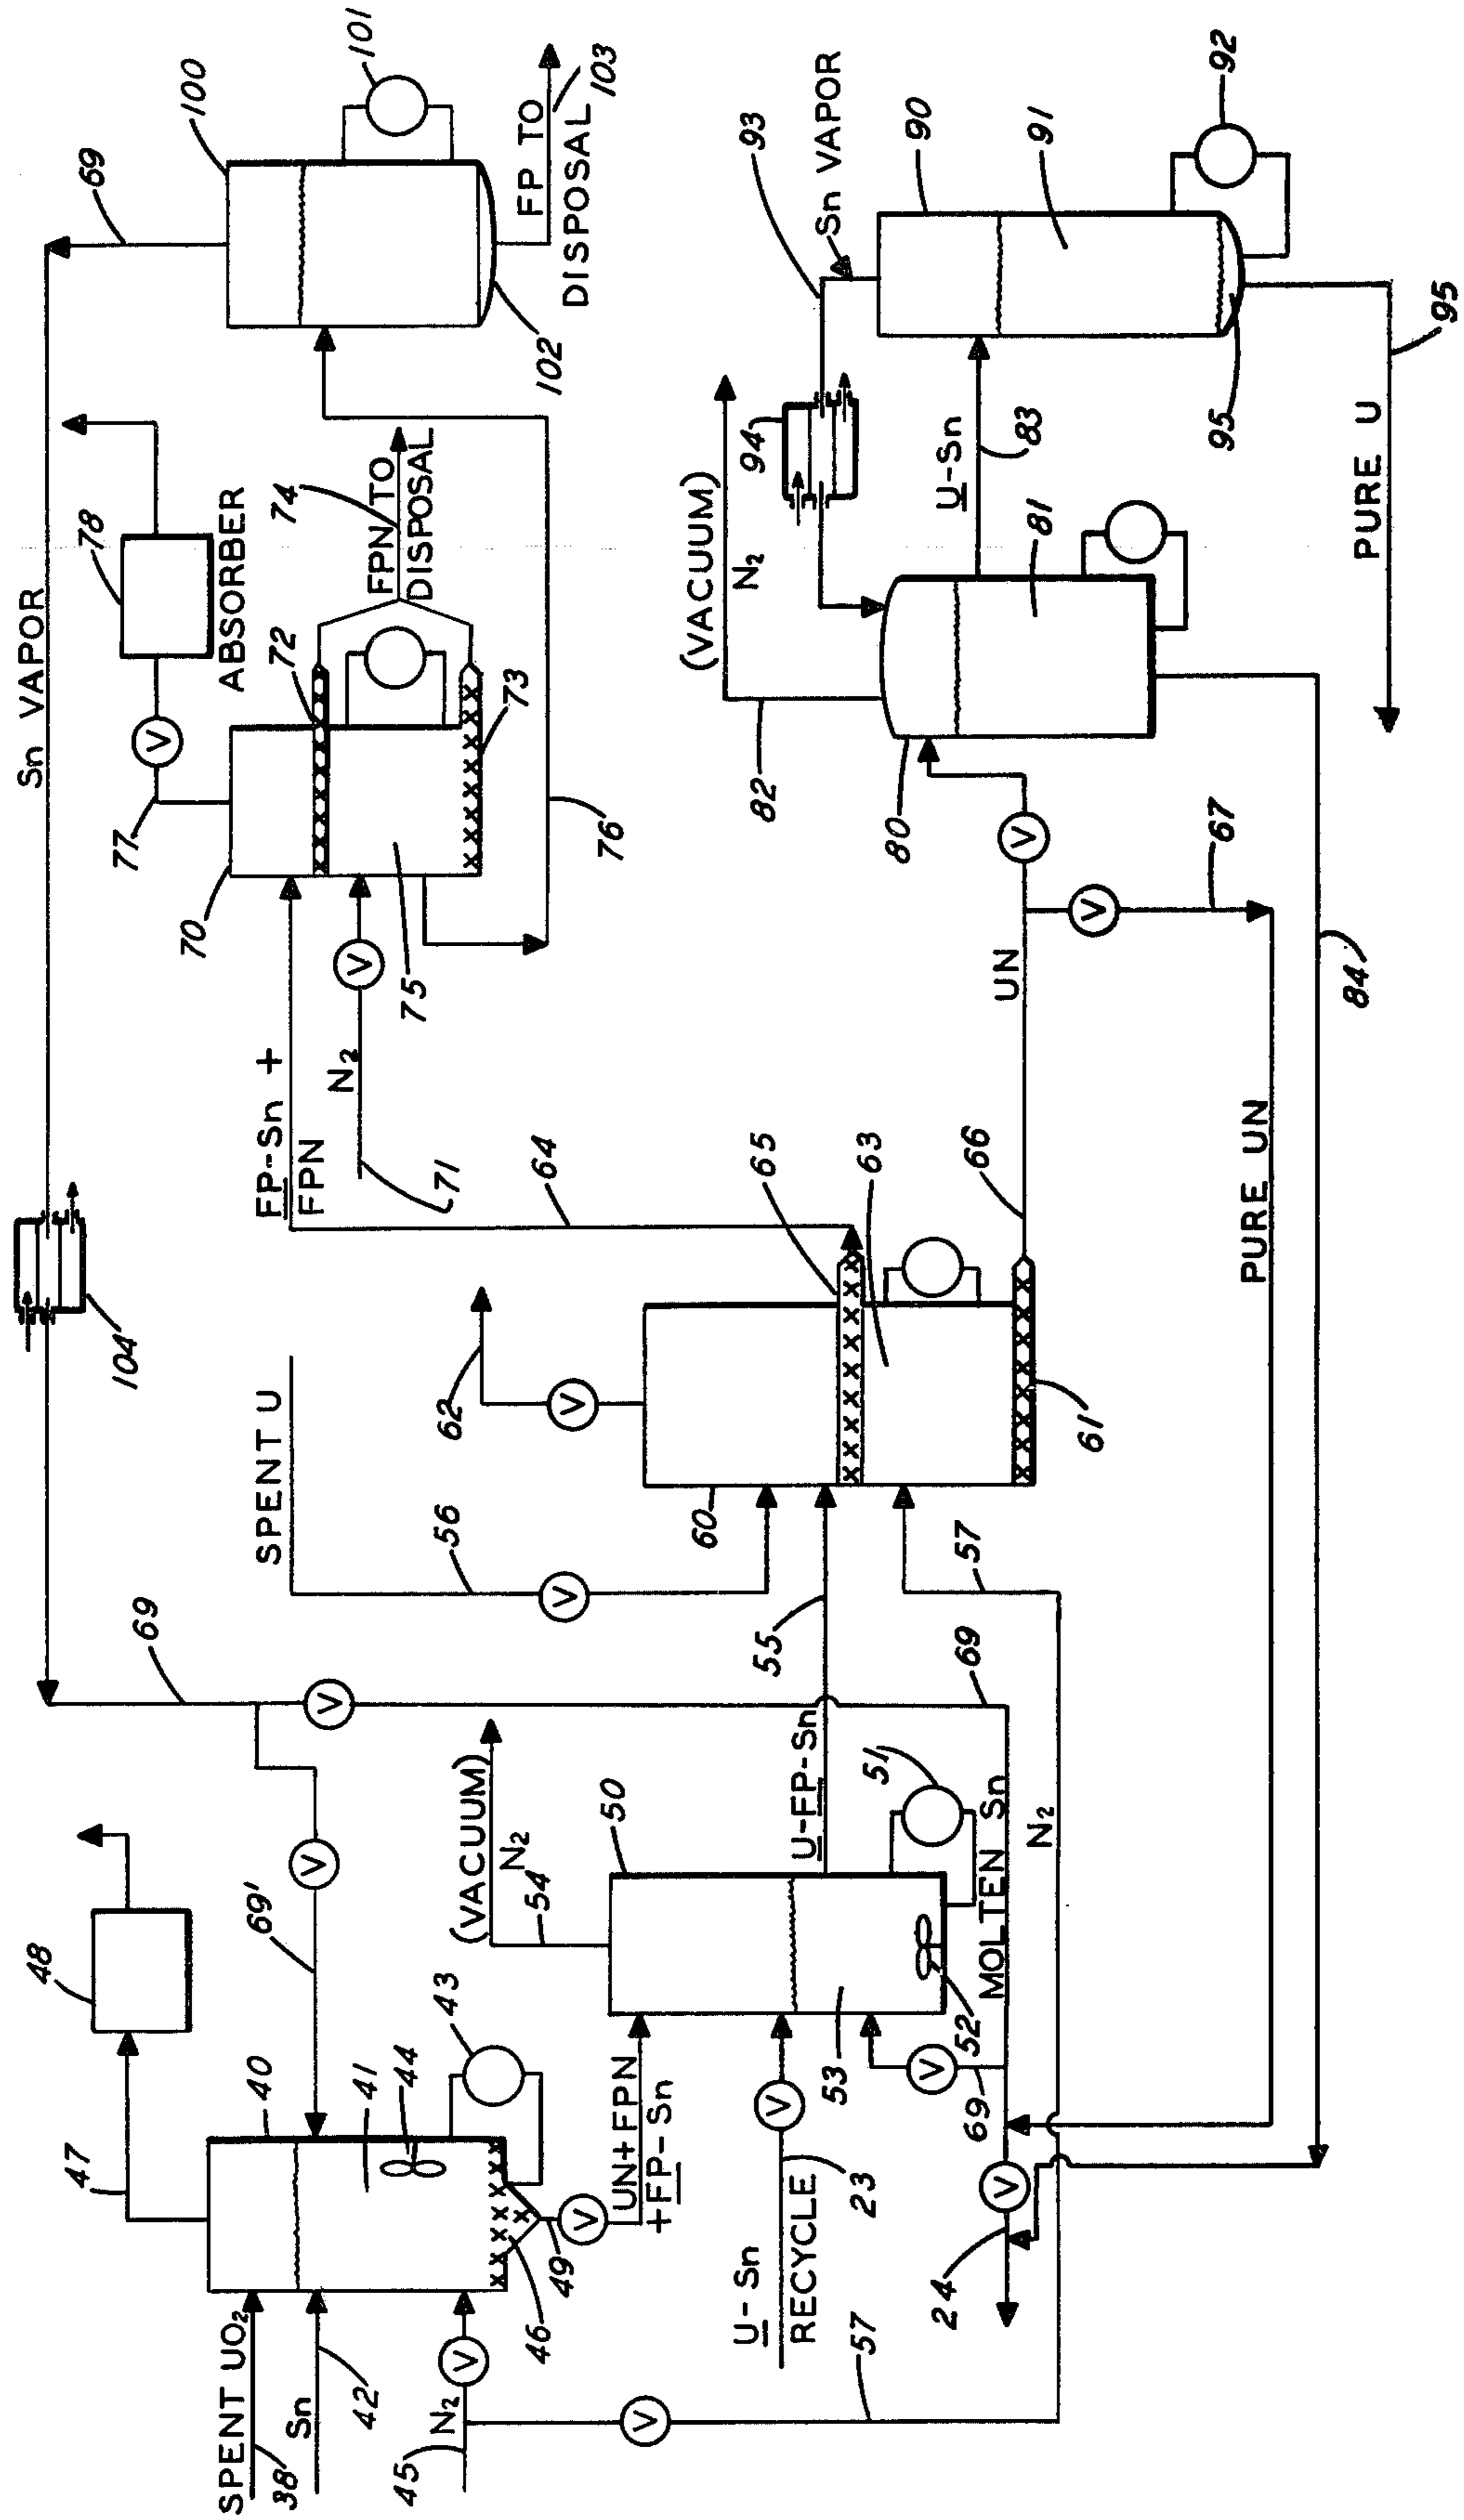 48
47
69'
69
SPENT UO₂
38
Sn
42
40
41
44
43
N₂
45
V
46
49
V
UN+FPN
+FP-Sn
V
V
57
V
(VACUUM)
N₂
54
50
51
52
53
U-Sn
RECYCLE
V
23
V
69
MOLTEN Sn
V
24
U-FP-Sn
55
69
N₂
57
SPENT U
56
V
62
V
60
65
63
61
64
66
UN
104
Sn VAPOR
FP-Sn +
FPN
N₂
71
V
70
75
77
V
78
ABSORBER
72
73
74
FPN TO
DISPOSAL
76
69
100
101
102
FP TO
DISPOSAL
103
V
V
67
PURE UN
80
81
82
(VACUUM)
N₂
84
U-Sn
83
94
93
Sn VAPOR
90
91
92
95
PURE U
95